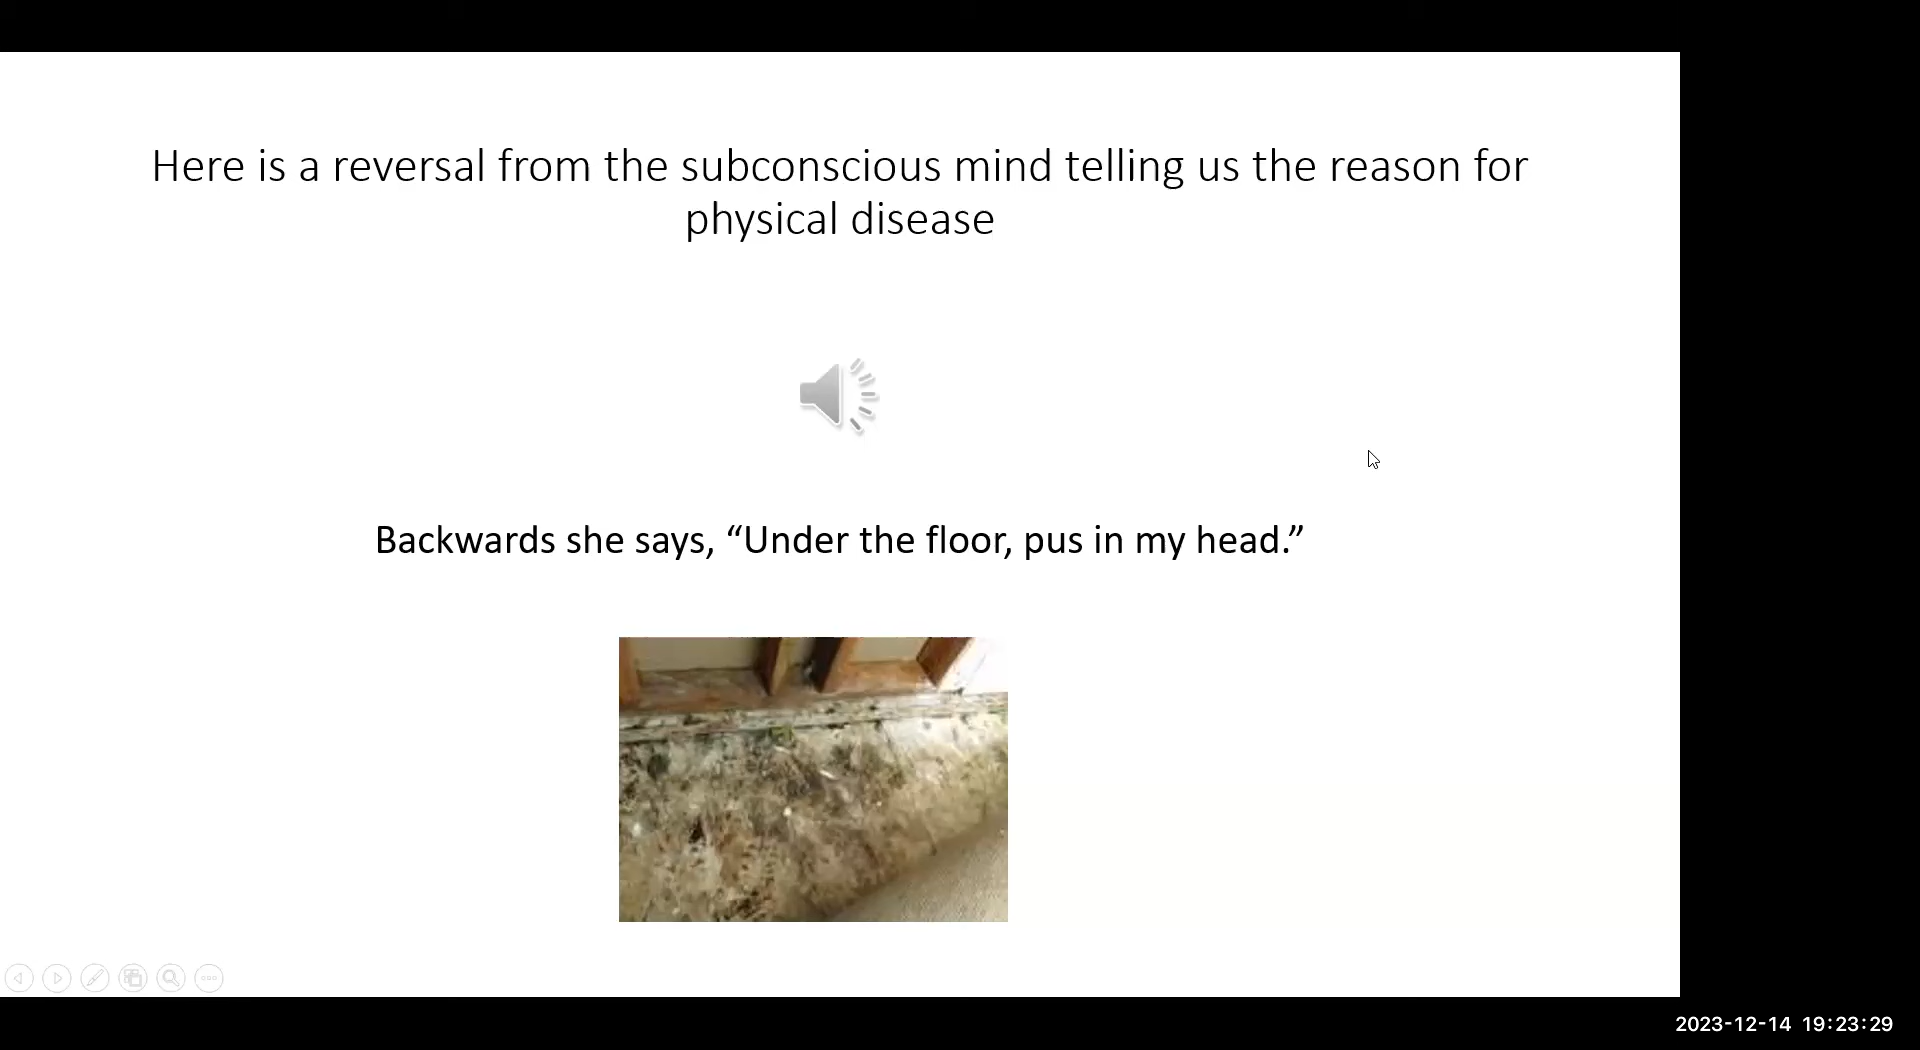 Here is a reversal from the subconscious mind telling us the reason for
physical disease
Backwards she says, “Under the floor, pus in my head.”
2023-12-14 19:23:29